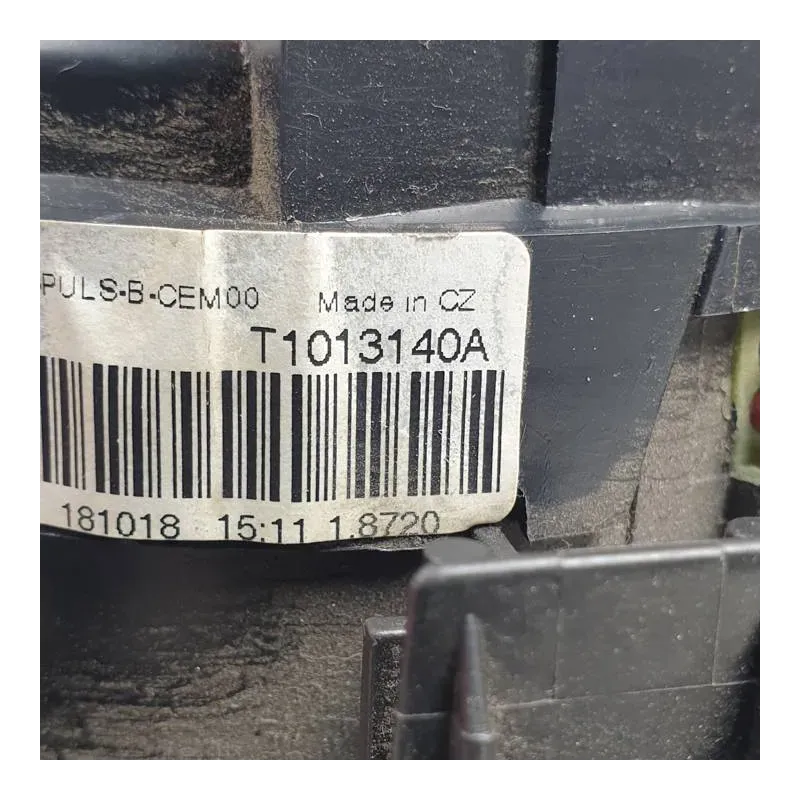 PULS-B-CEM00 Made in CZ
T1013140A
181018 15:11 1.8720